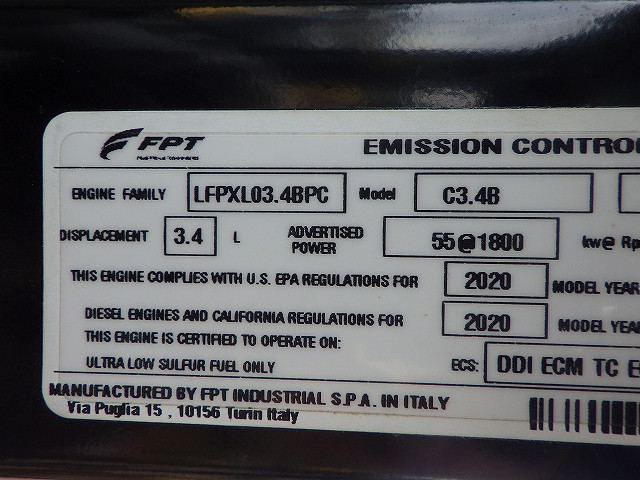 FPT
EMISSION CONTRO
ENGINE FAMILY LFPXL03.4BPC Model C3.4B
DISPLACEMENT 3.4 L ADVERTISED POWER 55@1800 kw@ Rp
THIS ENGINE COMPLIES WITH U.S. EPA REGULATIONS FOR 2020 MODEL YEAR
DIESEL ENGINES AND CALIFORNIA REGULATIONS FOR 2020 MODEL YEA
THIS ENGINE IS CERTIFIED TO OPERATE ON:
ULTRA LOW SULFUR FUEL ONLY ECS: DDI ECM TC E
MANUFACTURED BY FPT INDUSTRIAL S.P.A. IN ITALY
Via Puglia 15 , 10156 Turin Italy